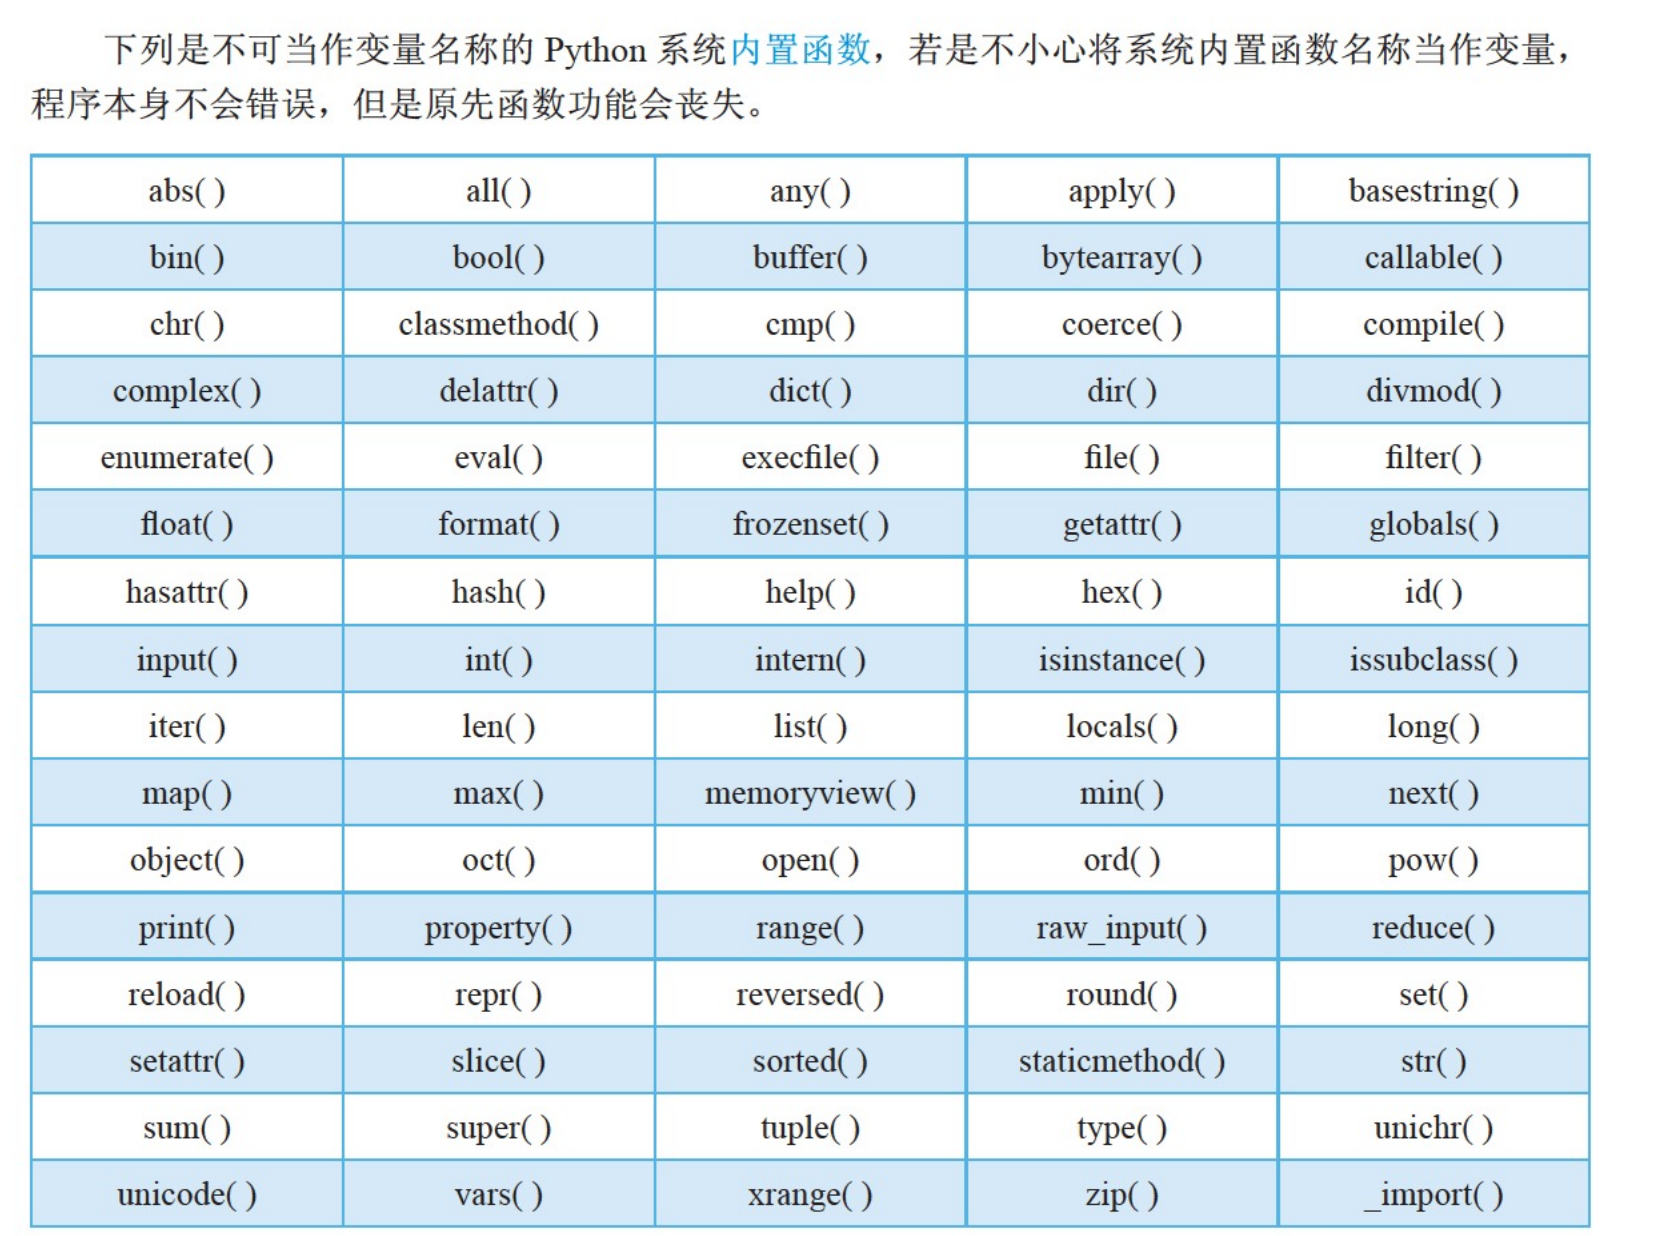 下列是不可当作变量名称的 Python 系统内置函数，若是不小心将系统内置函数名称当作变量，
程序本身不会错误，但是原先函数功能会丧失。
abs( ) all( ) any( ) apply( ) basestring( )
bin( ) bool( ) buffer( ) bytearray( ) callable( )
chr( ) classmethod( ) cmp( ) coerce( ) compile( )
complex( ) delattr( ) dict( ) dir( ) divmod( )
enumerate( ) eval( ) execfile( ) file( ) filter( )
float( ) format( ) frozenset( ) getattr( ) globals( )
hasattr( ) hash( ) help( ) hex( ) id( )
input( ) int( ) intern( ) isinstance( ) issubclass( )
iter( ) len( ) list( ) locals( ) long( )
map( ) max( ) memoryview( ) min( ) next( )
object( ) oct( ) open( ) ord( ) pow( )
print( ) property( ) range( ) raw_input( ) reduce( )
reload( ) repr( ) reversed( ) round( ) set( )
setattr( ) slice( ) sorted( ) staticmethod( ) str( )
sum( ) super( ) tuple( ) type( ) unichr( )
unicode( ) vars( ) xrange( ) zip( ) _import( )